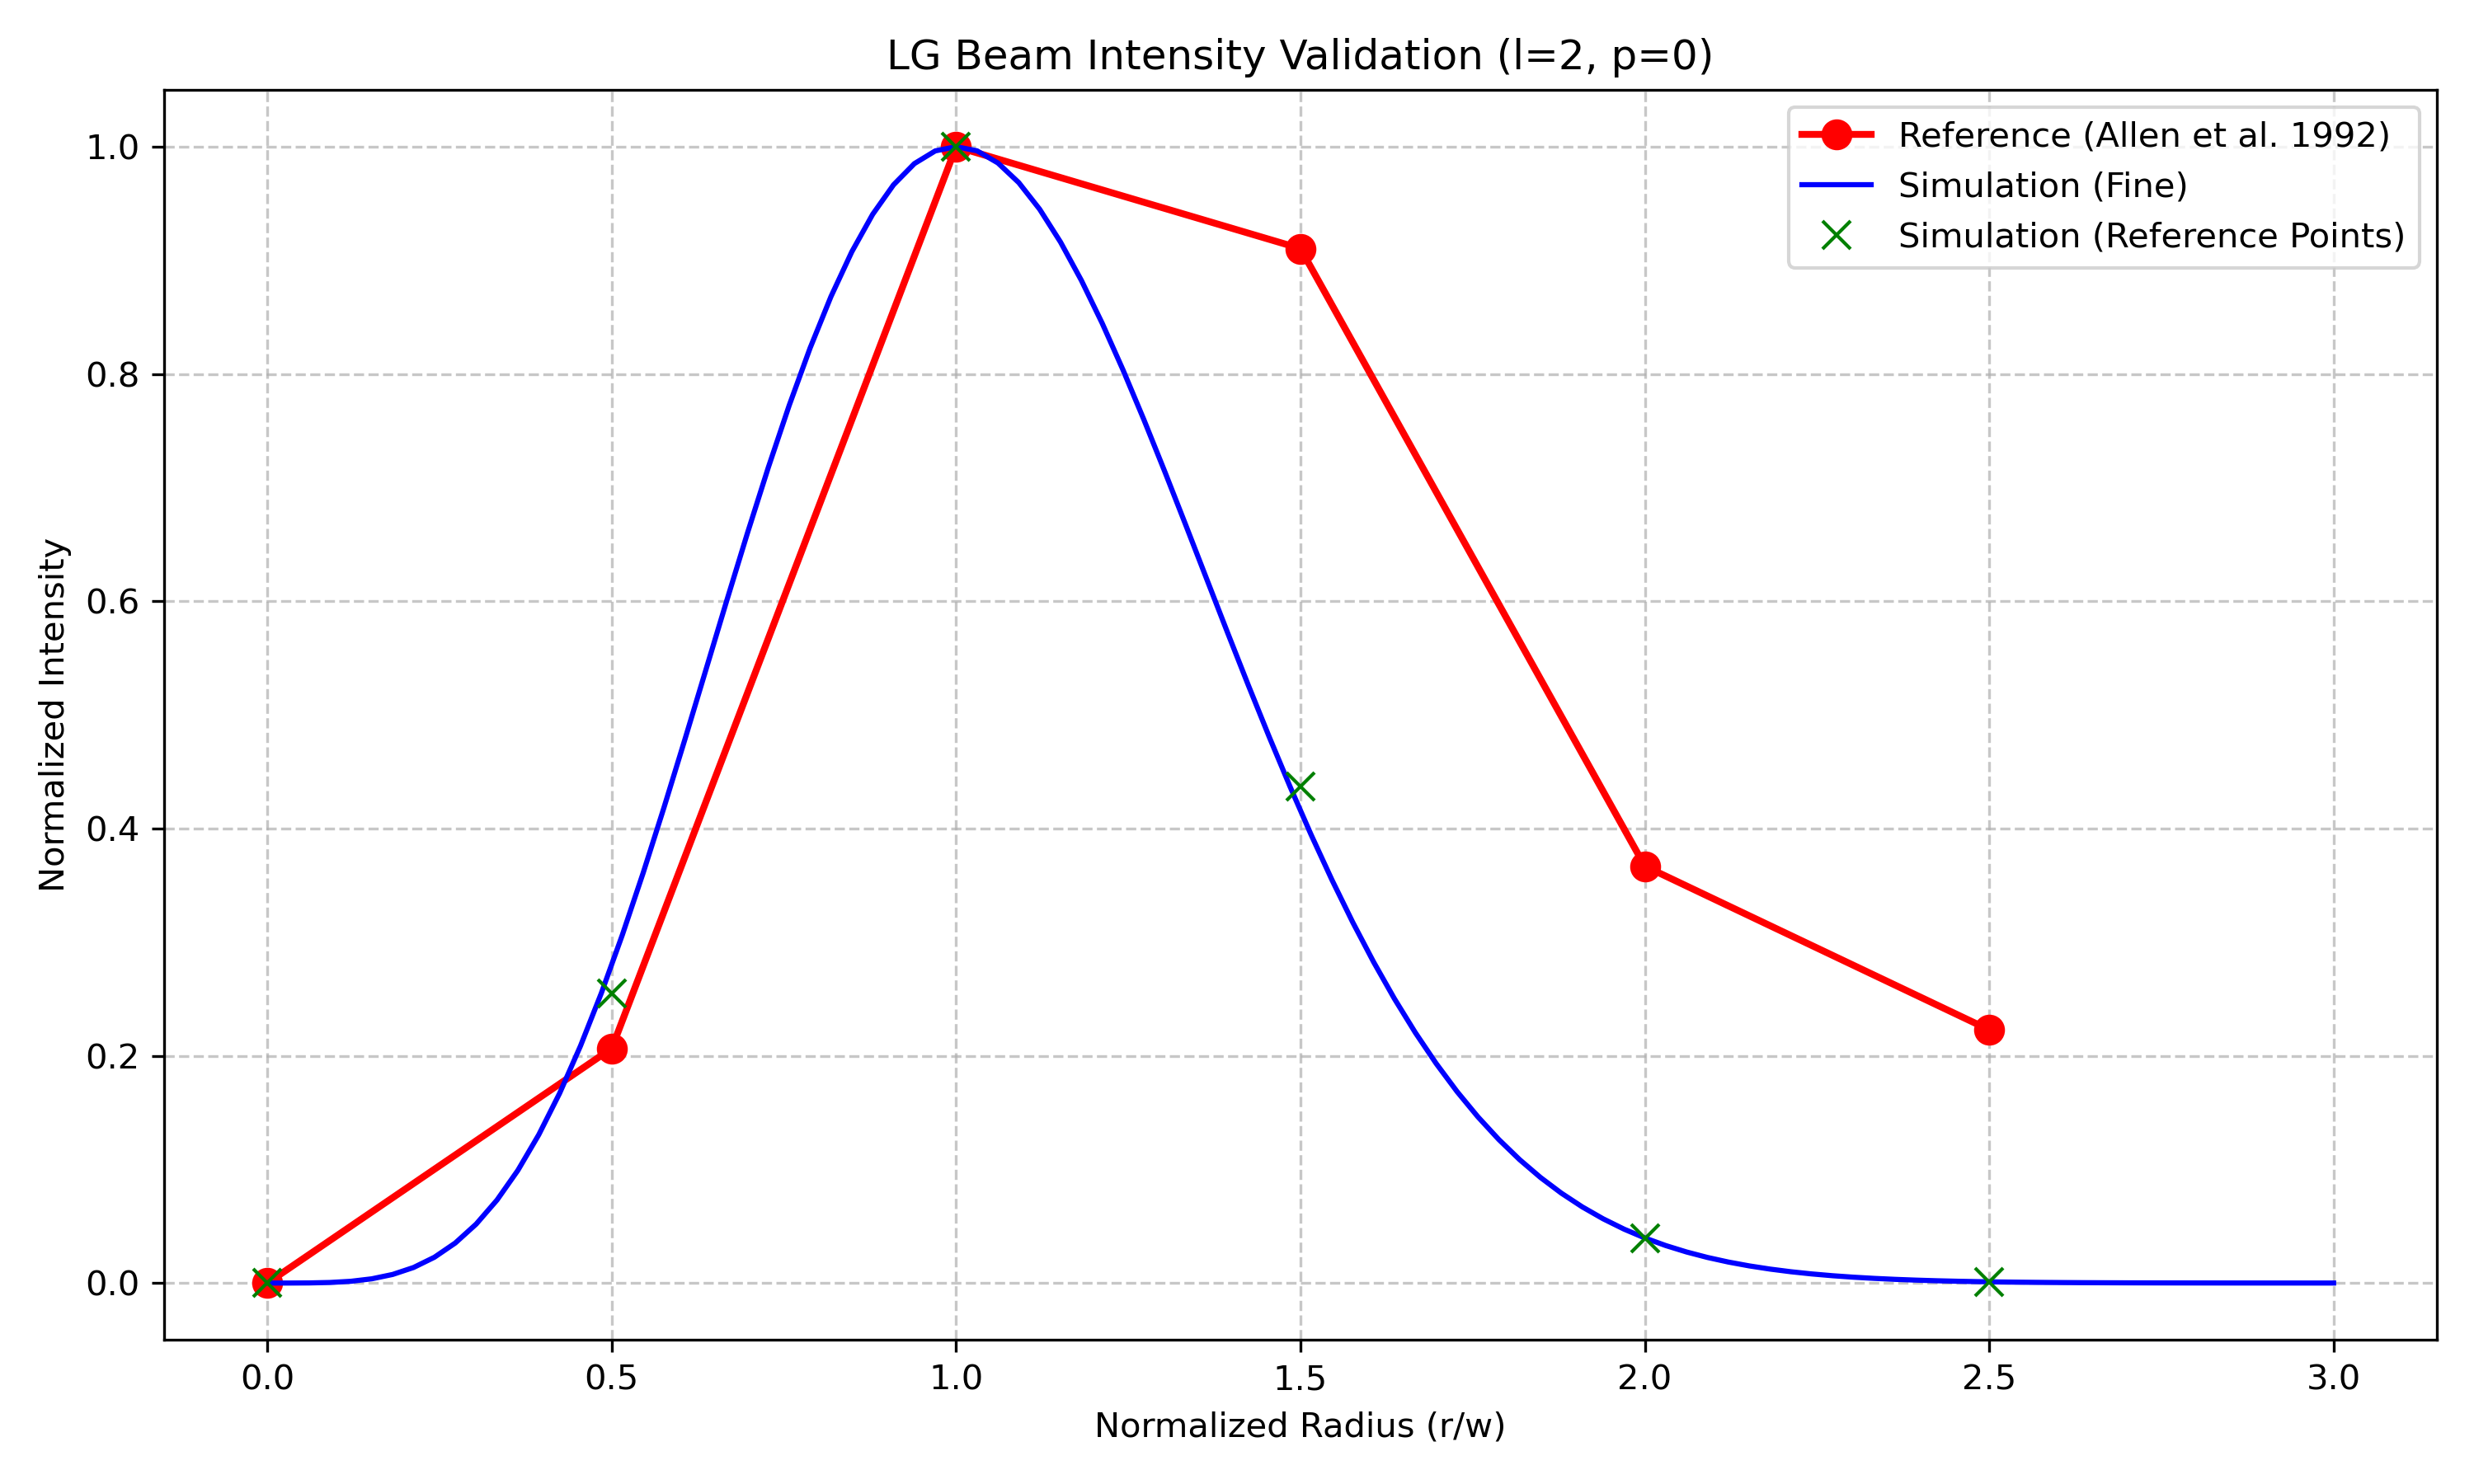 LG Beam Intensity Validation (l=2, p=0)
Reference (Allen et al. 1992)
Simulation (Fine)
Simulation (Reference Points)
Normalized Intensity
1.0
0.8
0.6
0.4
0.2
0.0
0.0 0.5 1.0 1.5 2.0 2.5 3.0
Normalized Radius (r/w)